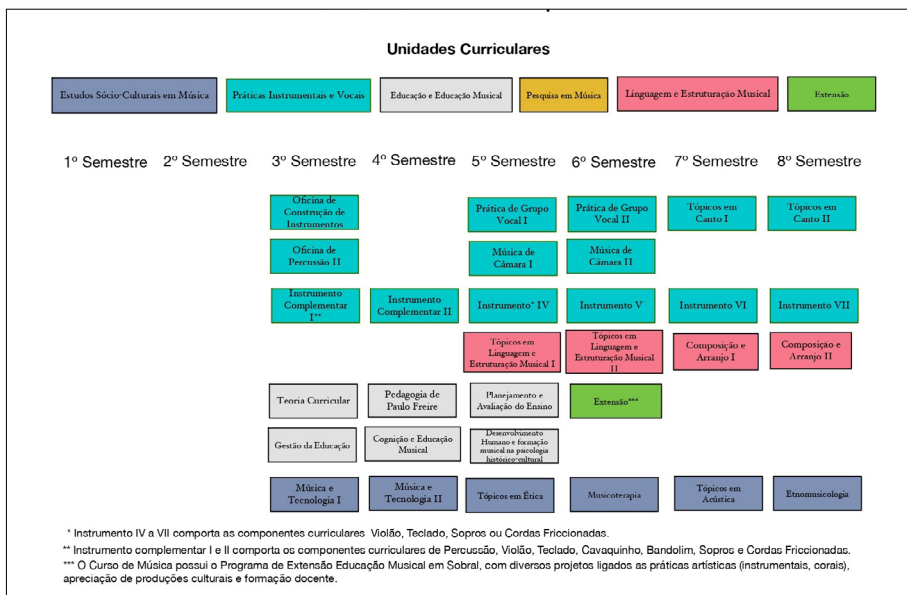 Unidades Curriculares
Estudos Sócio-Culturais em Música
Práticas Instrumentais e Vocais
Educação e Educação Musical
Pesquisa em Música
Linguagem e Estruturação Musical
Extensão
1º Semestre
2º Semestre
3º Semestre
4º Semestre
5º Semestre
6º Semestre
7º Semestre
8º Semestre
Oficina de
Construção de
Instrumentos
Prática de Grupo
Vocal I
Prática de Grupo
Vocal II
Tópicos em
Canto I
Tópicos em
Canto II
Oficina de
Percussão II
Música de
Câmara I
Música de
Câmara II
Instrumento
Complementar
I**
Instrumento
Complementar II
Instrumento* IV
Instrumento V
Instrumento VI
Instrumento VII
Tópicos em
Linguagem e
Estruturação Musical I
Tópicos em
Linguagem e
Estruturação Musical
II
Composição e
Arranjo I
Composição e
Arranjo II
Teoria Curricular
Pedagogia de
Paulo Freire
Planejamento e
Avaliação do Ensino
Extensão***
Gestão da Educação
Cognição e Educação
Musical
Desenvolvimento
Humano e formação
musical na psicologia
histórico-cultural
Música e
Tecnologia I
Música e
Tecnologia II
Tópicos em Ética
Musicoterapia
Tópicos em
Acústica
Etnomusicologia
* Instrumento IV a VII comporta as componentes curriculares Violão, Teclado, Sopros ou Cordas Friccionadas.
** Instrumento complementar I e II comporta os componentes curriculares de Percussão, Violão, Teclado, Cavaquinho, Bandolim, Sopros e Cordas Friccionadas.
*** O Curso de Música possui o Programa de Extensão Educação Musical em Sobral, com diversos projetos ligados as práticas artísticas (instrumentais, corais),
apreciação de produções culturais e formação docente.